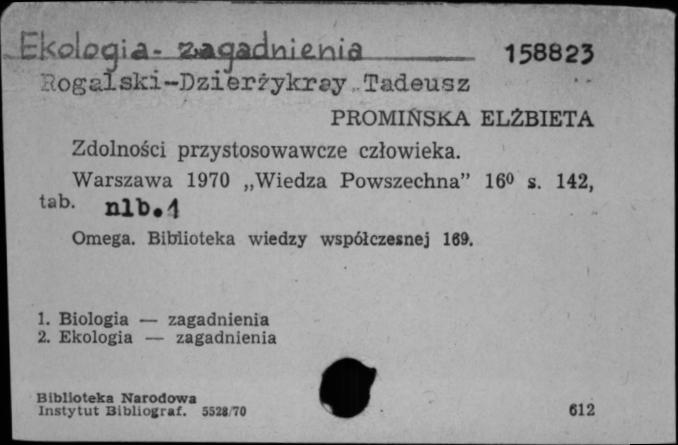 Ekologia - zagadnienia 158823
Rogalski-Dzierżykray Tadeusz
PROMIŃSKA ELŻBIETA
Zdolności przystosowawcze człowieka.
Warszawa 1970 „Wiedza Powszechna” 16⁰ s. 142,
tab. nlb. 1
Omega. Biblioteka wiedzy współczesnej 169.
1. Biologia — zagadnienia
2. Ekologia — zagadnienia
Biblioteka Narodowa
Instytut Bibliograf. 5528/70 612